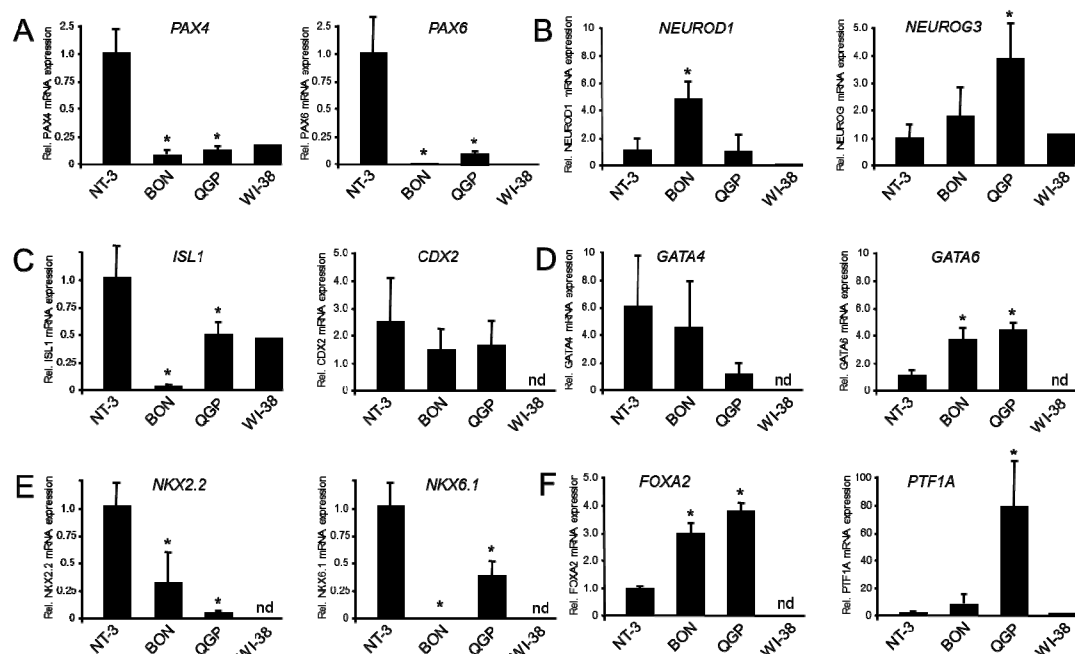 A
PAX4
Rel. PAX4 mRNA expression
2.5
1.0
0.5
0.25
0
*
*
NT-3 BON QGP WI-38
PAX6
Rel. PAX6 mRNA expression
2.5
1.0
0.5
0.25
0
*
*
NT-3 BON QGP WI-38
B
NEUROD1
Rel. NEUROD1 mRNA expression
10
8.0
6.0
4.0
2.0
0
*
NT-3 BON QGP WI-38
NEUROG3
Rel. NEUROG mRNA expression
5.0
4.0
3.0
2.0
1.0
0
*
NT-3 BON QGP WI-38
C
ISL1
Rel. ISL1 mRNA expression
1.0
0.75
0.5
0.25
0
*
*
NT-3 BON QGP WI-38
CDX2
Rel. CDX2 mRNA expression
5.0
4.0
3.0
2.0
1.0
0
nd
NT-3 BON QGP WI-38
D
GATA4
Rel. GATA4 mRNA expression
10
8.0
6.0
4.0
2.0
0
nd
NT-3 BON QGP WI-38
GATA6
Rel. GATA6 mRNA expression
10
8.0
6.0
4.0
2.0
0
*
*
nd
NT-3 BON QGP WI-38
E
NKX2.2
Rel. NKX2.2 mRNA expression
1.0
0.75
0.5
0.25
0
*
*
nd
NT-3 BON QGP WI-38
NKX6.1
Rel. NKX6.1 mRNA expression
1.0
0.75
0.5
0.25
0
*
*
nd
NT-3 BON QGP WI-38
F
FOXA2
Rel. FOXA2 mRNA expression
5.0
4.0
3.0
2.0
1.0
0
*
*
nd
NT-3 BON QGP WI-38
PTF1A
Rel. PTF1A mRNA expression
100
80
60
40
20
0
*
NT-3 BON QGP WI-38